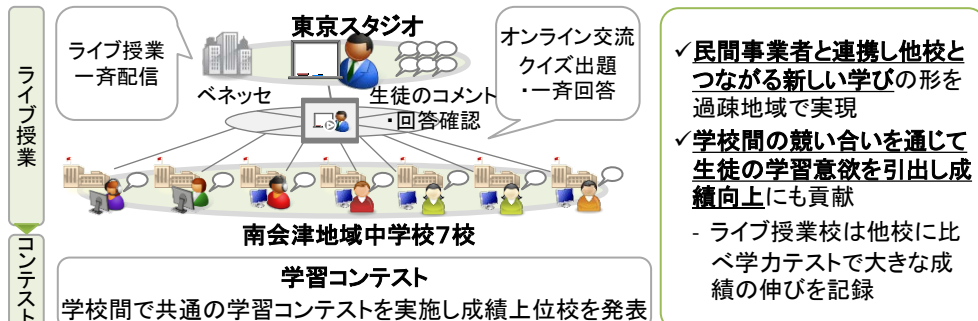 ライブ授業
コンテスト
東京スタジオ
ライブ授業
一斉配信
ベネッセ
オンライン交流
クイズ出題
・一斉回答
生徒のコメント
・回答確認
南会津地域中学校7校
学習コンテスト
学校間で共通の学習コンテストを実施し成績上位校を発表
✓民間事業者と連携し他校と
つながる新しい学びの形を
過疎地域で実現
✓学校間の競い合いを通じて
生徒の学習意欲を引出し成
績向上にも貢献
- ライブ授業校は他校に比
べ学力テストで大きな成
績の伸びを記録